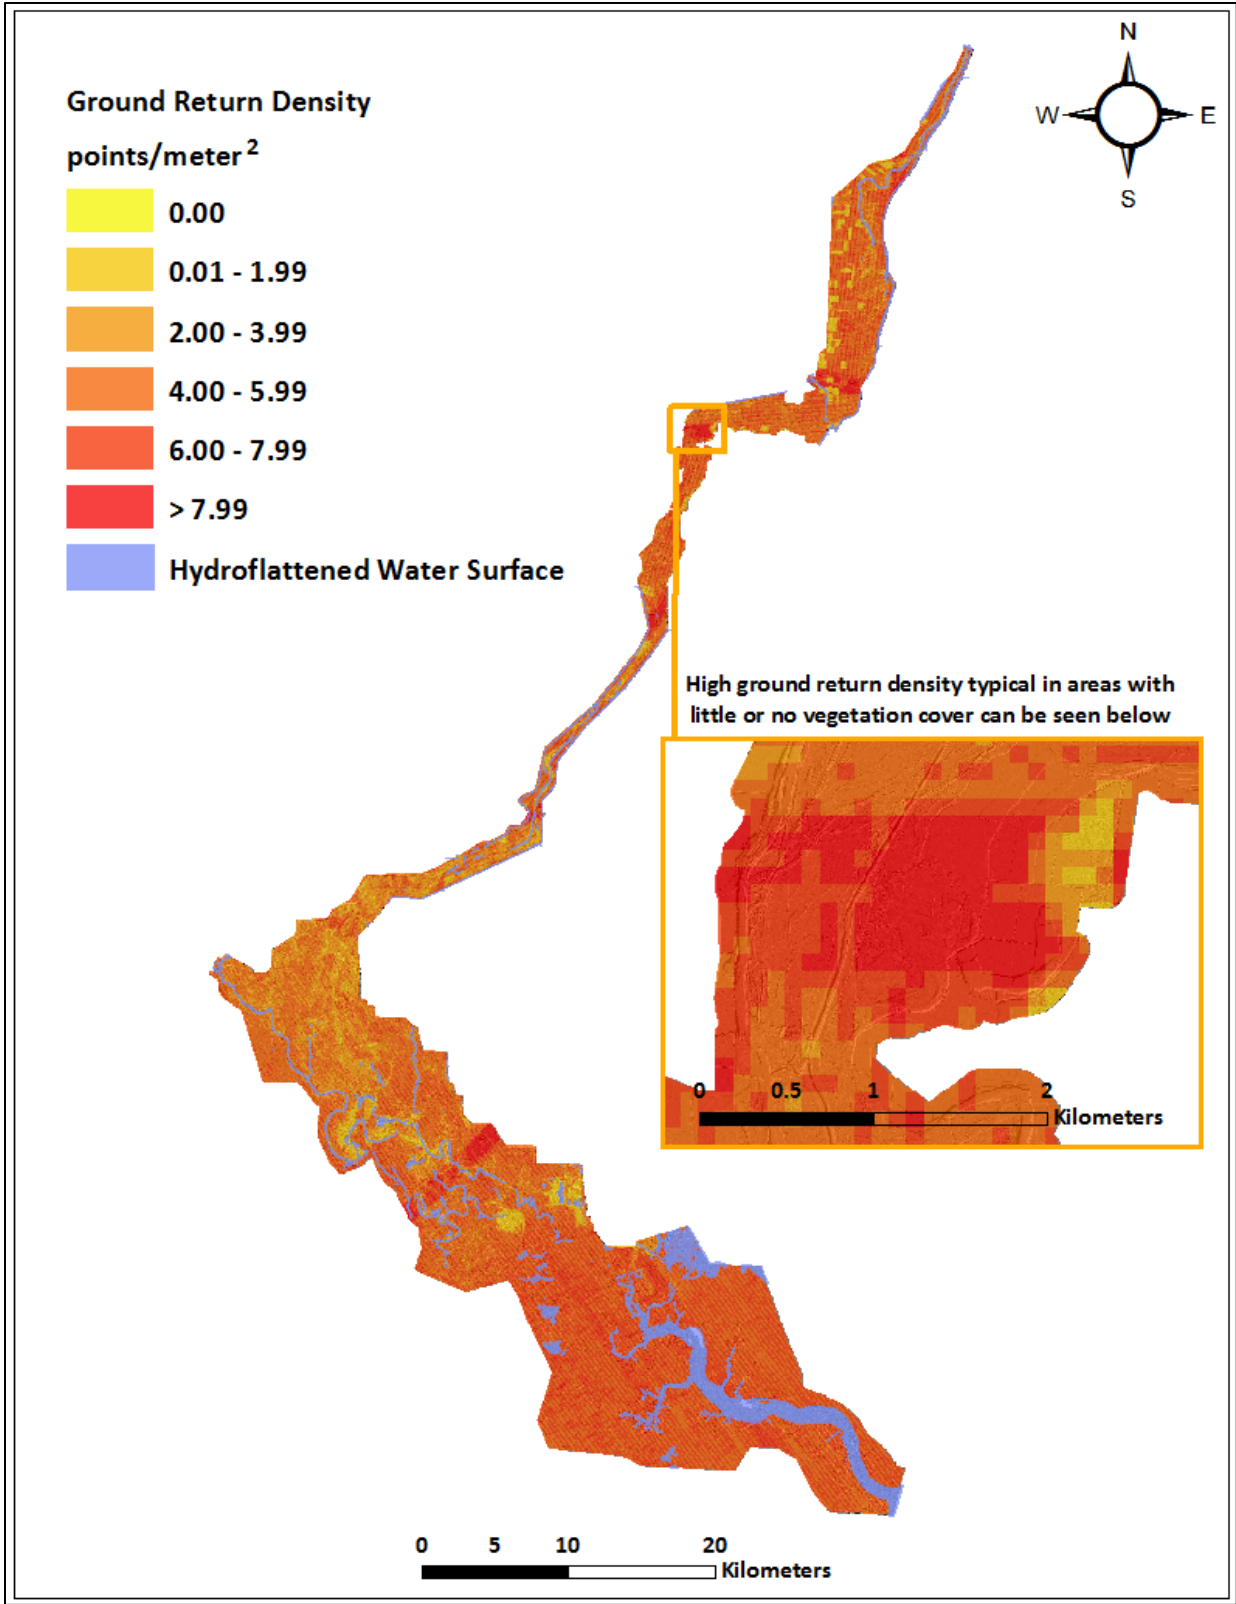 N
W E
S
Ground Return Density
points/meter ²
0.00
0.01 - 1.99
2.00 - 3.99
4.00 - 5.99
6.00 - 7.99
> 7.99
Hydroflattened Water Surface
High ground return density typical in areas with
little or no vegetation cover can be seen below
0 0.5 1 2
Kilometers
0 5 10 20
Kilometers